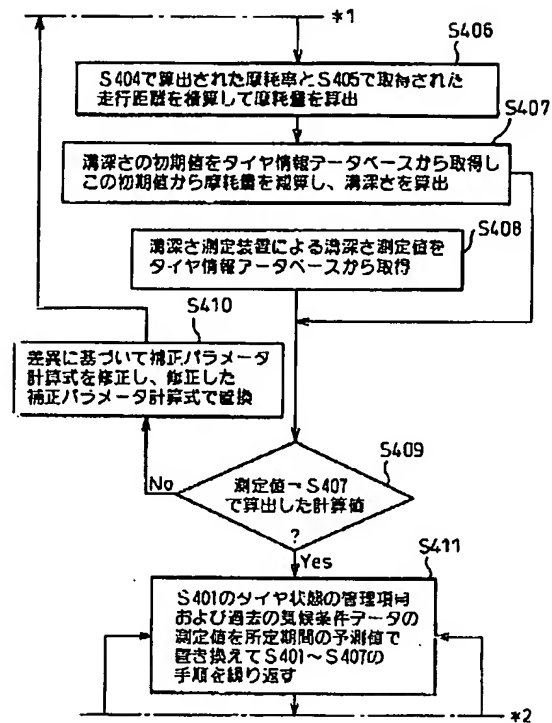 *1
S406
S404で算出された摩耗率とS405で取得された
走行距離を積算して摩耗量を算出
S407
溝深さの初期値をタイヤ情報データベースから取得し
この初期値から摩耗量を減算し、溝深さを算出
S408
溝深さ測定装置による溝深さ測定値を
タイヤ情報データベースから取得
S410
差異に基づいて補正パラメータ
計算式を修正し、修正した
補正パラメータ計算式で置換
S409
No
測定値=S407
で算出した計算値
?
Yes
S411
S401のタイヤ状態の管理項目
および過去の気候条件データの
測定値を所定期間の予測値で
置き換えてS401~S407の
手順を繰り返す
*2